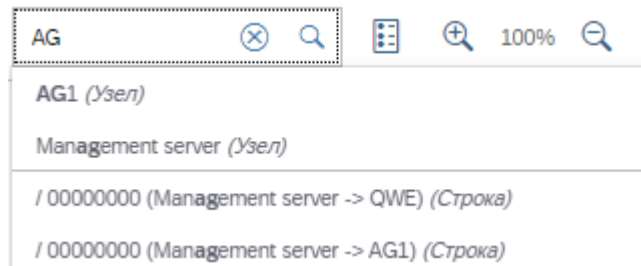 AG 100%
AG1 (Узел)
Management server (Узел)
/ 00000000 (Management server -> QWE) (Строка)
/ 00000000 (Management server -> AG1) (Строка)